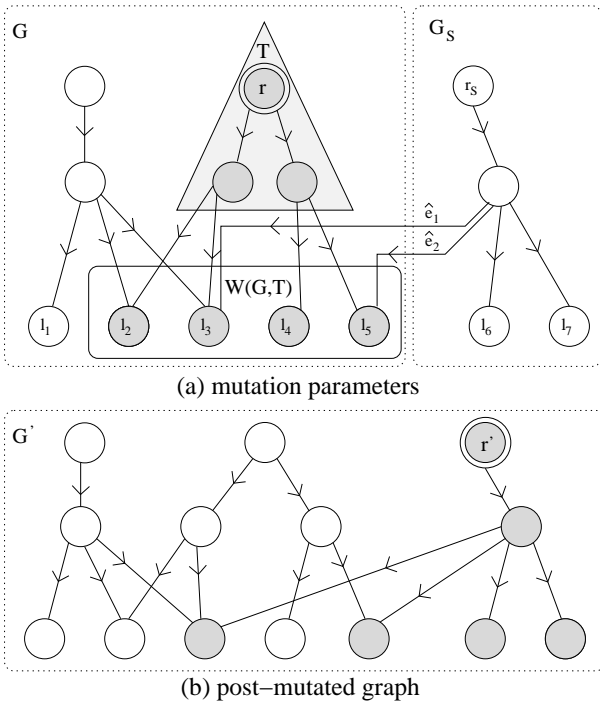 G
T
G_S
r
r_S
ê_1
ê_2
W(G,T)
l_1
l_2
l_3
l_4
l_5
l_6
l_7
(a) mutation parameters
G'
r'
(b) post-mutated graph